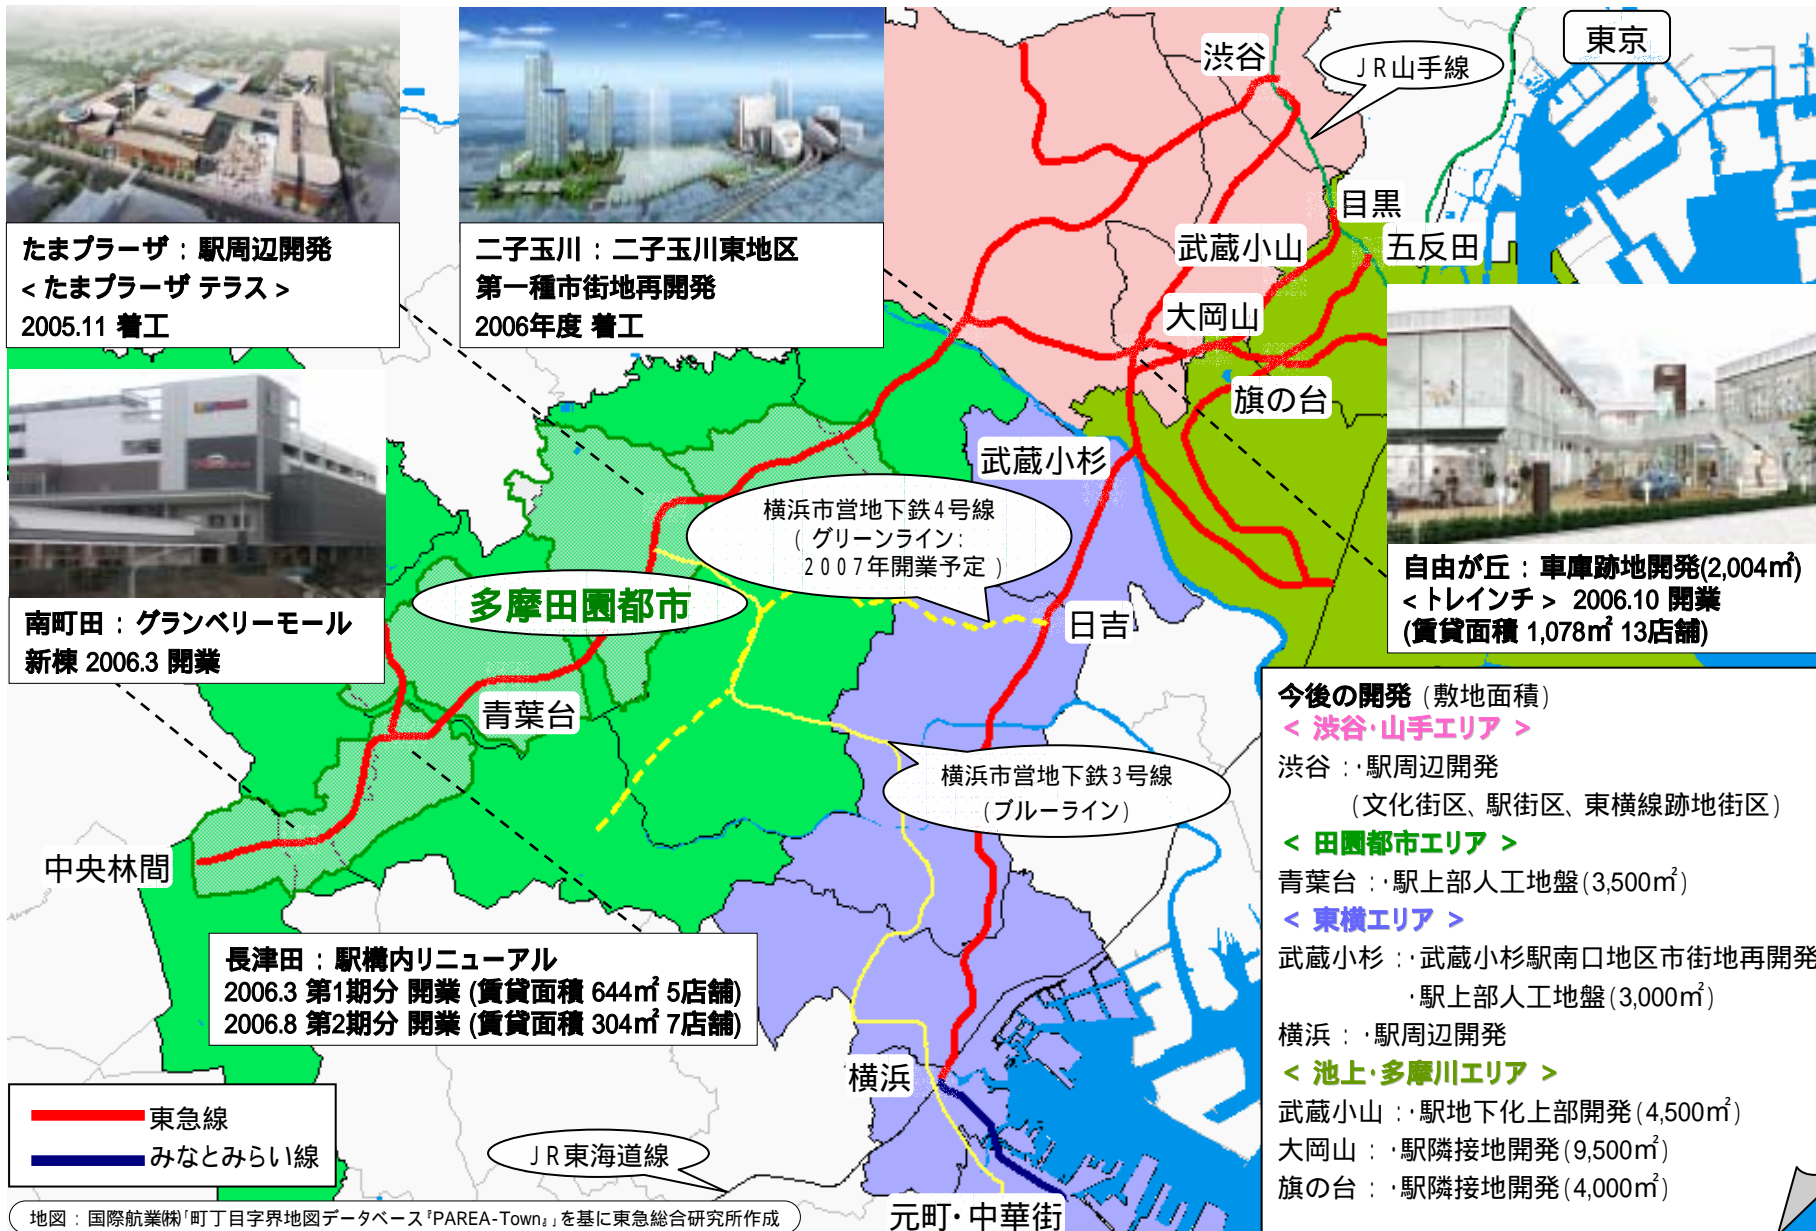 東京
渋谷
JR山手線
目黒
武蔵小山
五反田
大岡山
旗の台
武蔵小杉
日吉
青葉台
中央林間
横浜
元町・中華街
たまプラーザ：駅周辺開発
<たまプラーザ テラス>
2005.11 着工
二子玉川：二子玉川東地区
第一種市街地再開発
2006年度 着工
南町田：グランベリーモール
新棟 2006.3 開業
横浜市営地下鉄4号線
(グリーンライン：
2007年開業予定)
多摩田園都市
横浜市営地下鉄3号線
(ブルーライン)
自由が丘：車庫跡地開発(2,004㎡)
<トレインチ> 2006.10 開業
(賃貸面積 1,078㎡ 13店舗)
長津田：駅構内リニューアル
2006.3 第1期分 開業 (賃貸面積 644㎡ 5店舗)
2006.8 第2期分 開業 (賃貸面積 304㎡ 7店舗)
今後の開発 (敷地面積)
<渋谷・山手エリア>
渋谷：・駅周辺開発
(文化街区、駅街区、東横線跡地街区)
<田園都市エリア>
青葉台：・駅上部人工地盤(3,500㎡)
<東横エリア>
武蔵小杉：・武蔵小杉駅南口地区市街地再開発
・駅上部人工地盤(3,000㎡)
横浜：・駅周辺開発
<池上・多摩川エリア>
武蔵小山：・駅地下化上部開発(4,500㎡)
大岡山：・駅隣接地開発(9,500㎡)
旗の台：・駅隣接地開発(4,000㎡)
東急線
みなとみらい線
JR東海道線
地図：国際航業㈱「町丁目字界地図データベース『PAREA-Town』」を基に東急総合研究所作成